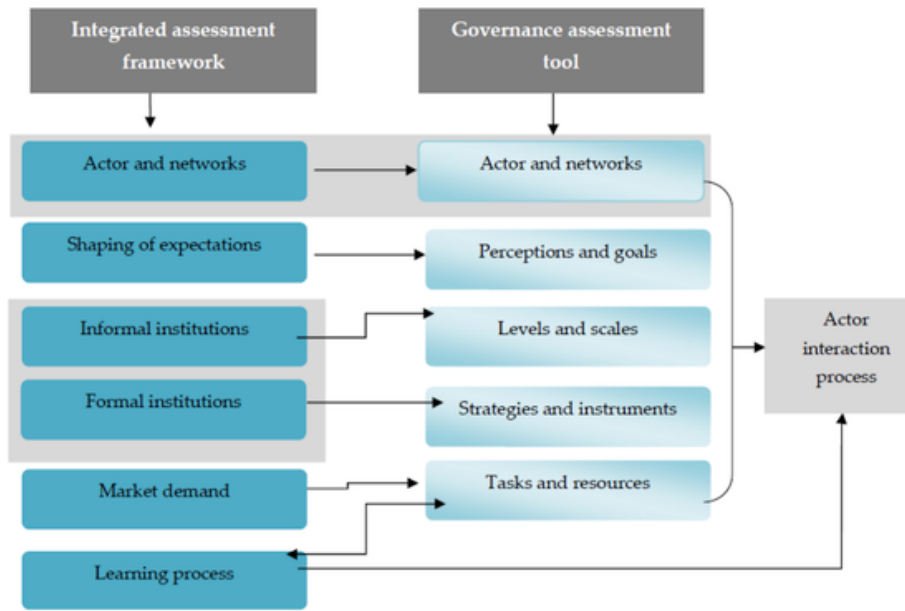 Integrated assessment
framework
Governance assessment
tool
Actor and networks
Actor and networks
Shaping of expectations
Perceptions and goals
Informal institutions
Levels and scales
Actor
interaction
process
Formal institutions
Strategies and instruments
Market demand
Tasks and resources
Learning process